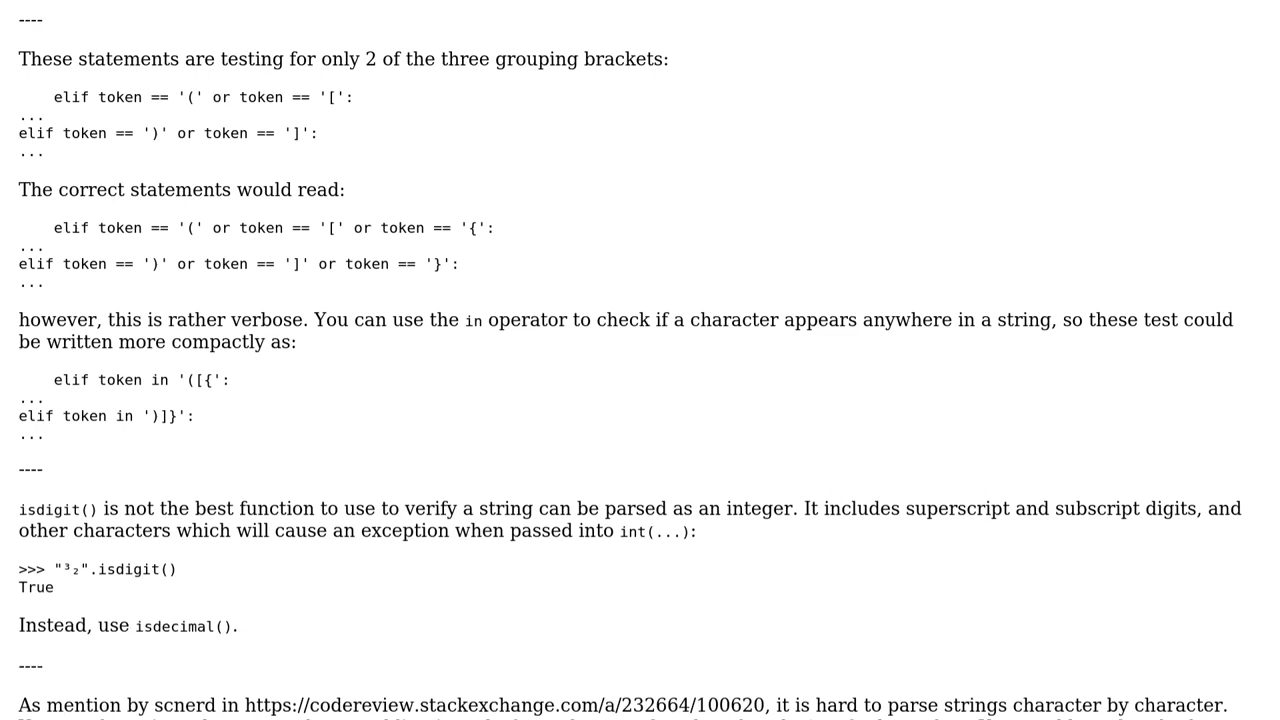 ----
These statements are testing for only 2 of the three grouping brackets:
    elif token == '(' or token == '[':
...
elif token == ')' or token == ']':
...
The correct statements would read:
    elif token == '(' or token == '[' or token == '{':
...
elif token == ')' or token == ']' or token == '}':
...
however, this is rather verbose. You can use the in operator to check if a character appears anywhere in a string, so these test could
be written more compactly as:
    elif token in '([{':
...
elif token in ')]}':
...
----
isdigit() is not the best function to use to verify a string can be parsed as an integer. It includes superscript and subscript digits, and
other characters which will cause an exception when passed into int(...):
>>> "³₂".isdigit()
True
Instead, use isdecimal().
----
As mention by scnerd in https://codereview.stackexchange.com/a/232664/100620, it is hard to parse strings character by character.